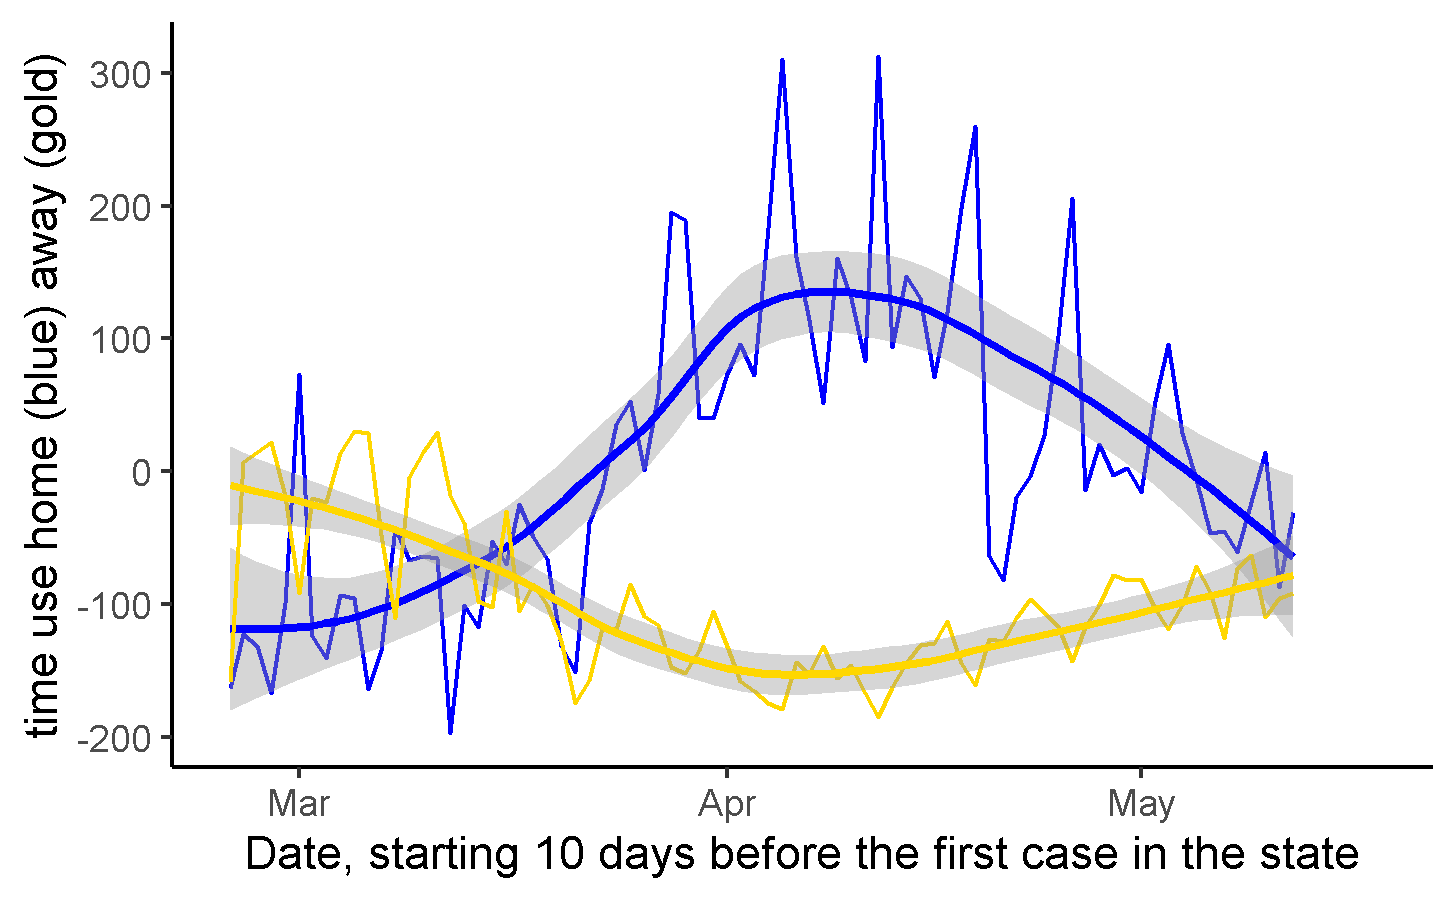 time use home (blue) away (gold)
300
200
100
0
-100
-200
Mar Apr May
Date, starting 10 days before the first case in the state